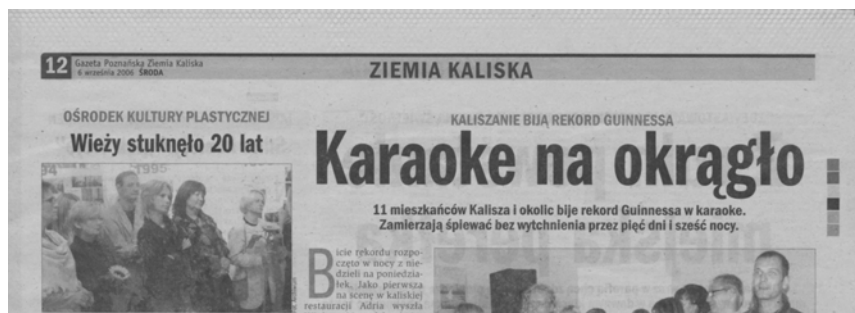 12 Gazeta Poznańska Ziemia Kaliska
6 września 2006 ŚRODA
ZIEMIA KALISKA
OŚRODEK KULTURY PLASTYCZNEJ
Wieży stuknęło 20 lat
1995
KALISZANIE BIJĄ REKORD GUINNESSA
Karaoke na okrągło
11 mieszkańców Kalisza i okolic bije rekord Guinnessa w karaoke.
Zamierzają śpiewać bez wytchnienia przez pięć dni i sześć nocy.
Bicie rekordu rozpo-
częto w nocy z nie-
dzieli na poniedzia-
łek. Jako pierwsza
na scenę w kaliskiej
restauracji Adria wyszła